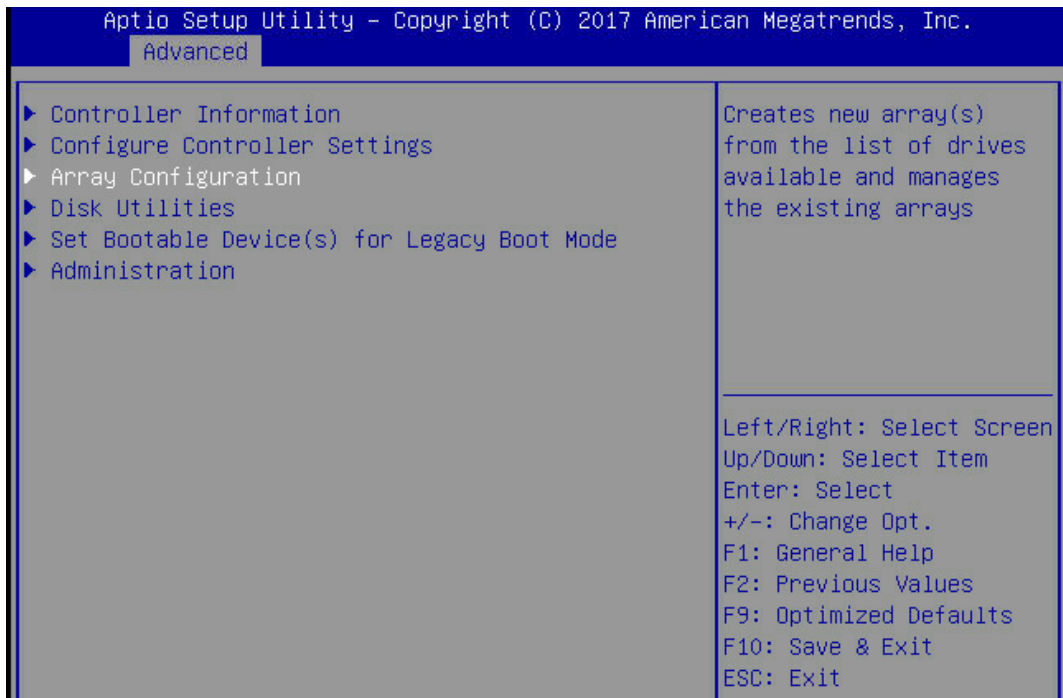 Aptio Setup Utility – Copyright (C) 2017 American Megatrends, Inc.
Advanced
Controller Information
Configure Controller Settings
Array Configuration
Disk Utilities
Set Bootable Device(s) for Legacy Boot Mode
Administration
Creates new array(s)
from the list of drives
available and manages
the existing arrays
Left/Right: Select Screen
Up/Down: Select Item
Enter: Select
+/-: Change Opt.
F1: General Help
F2: Previous Values
F9: Optimized Defaults
F10: Save & Exit
ESC: Exit